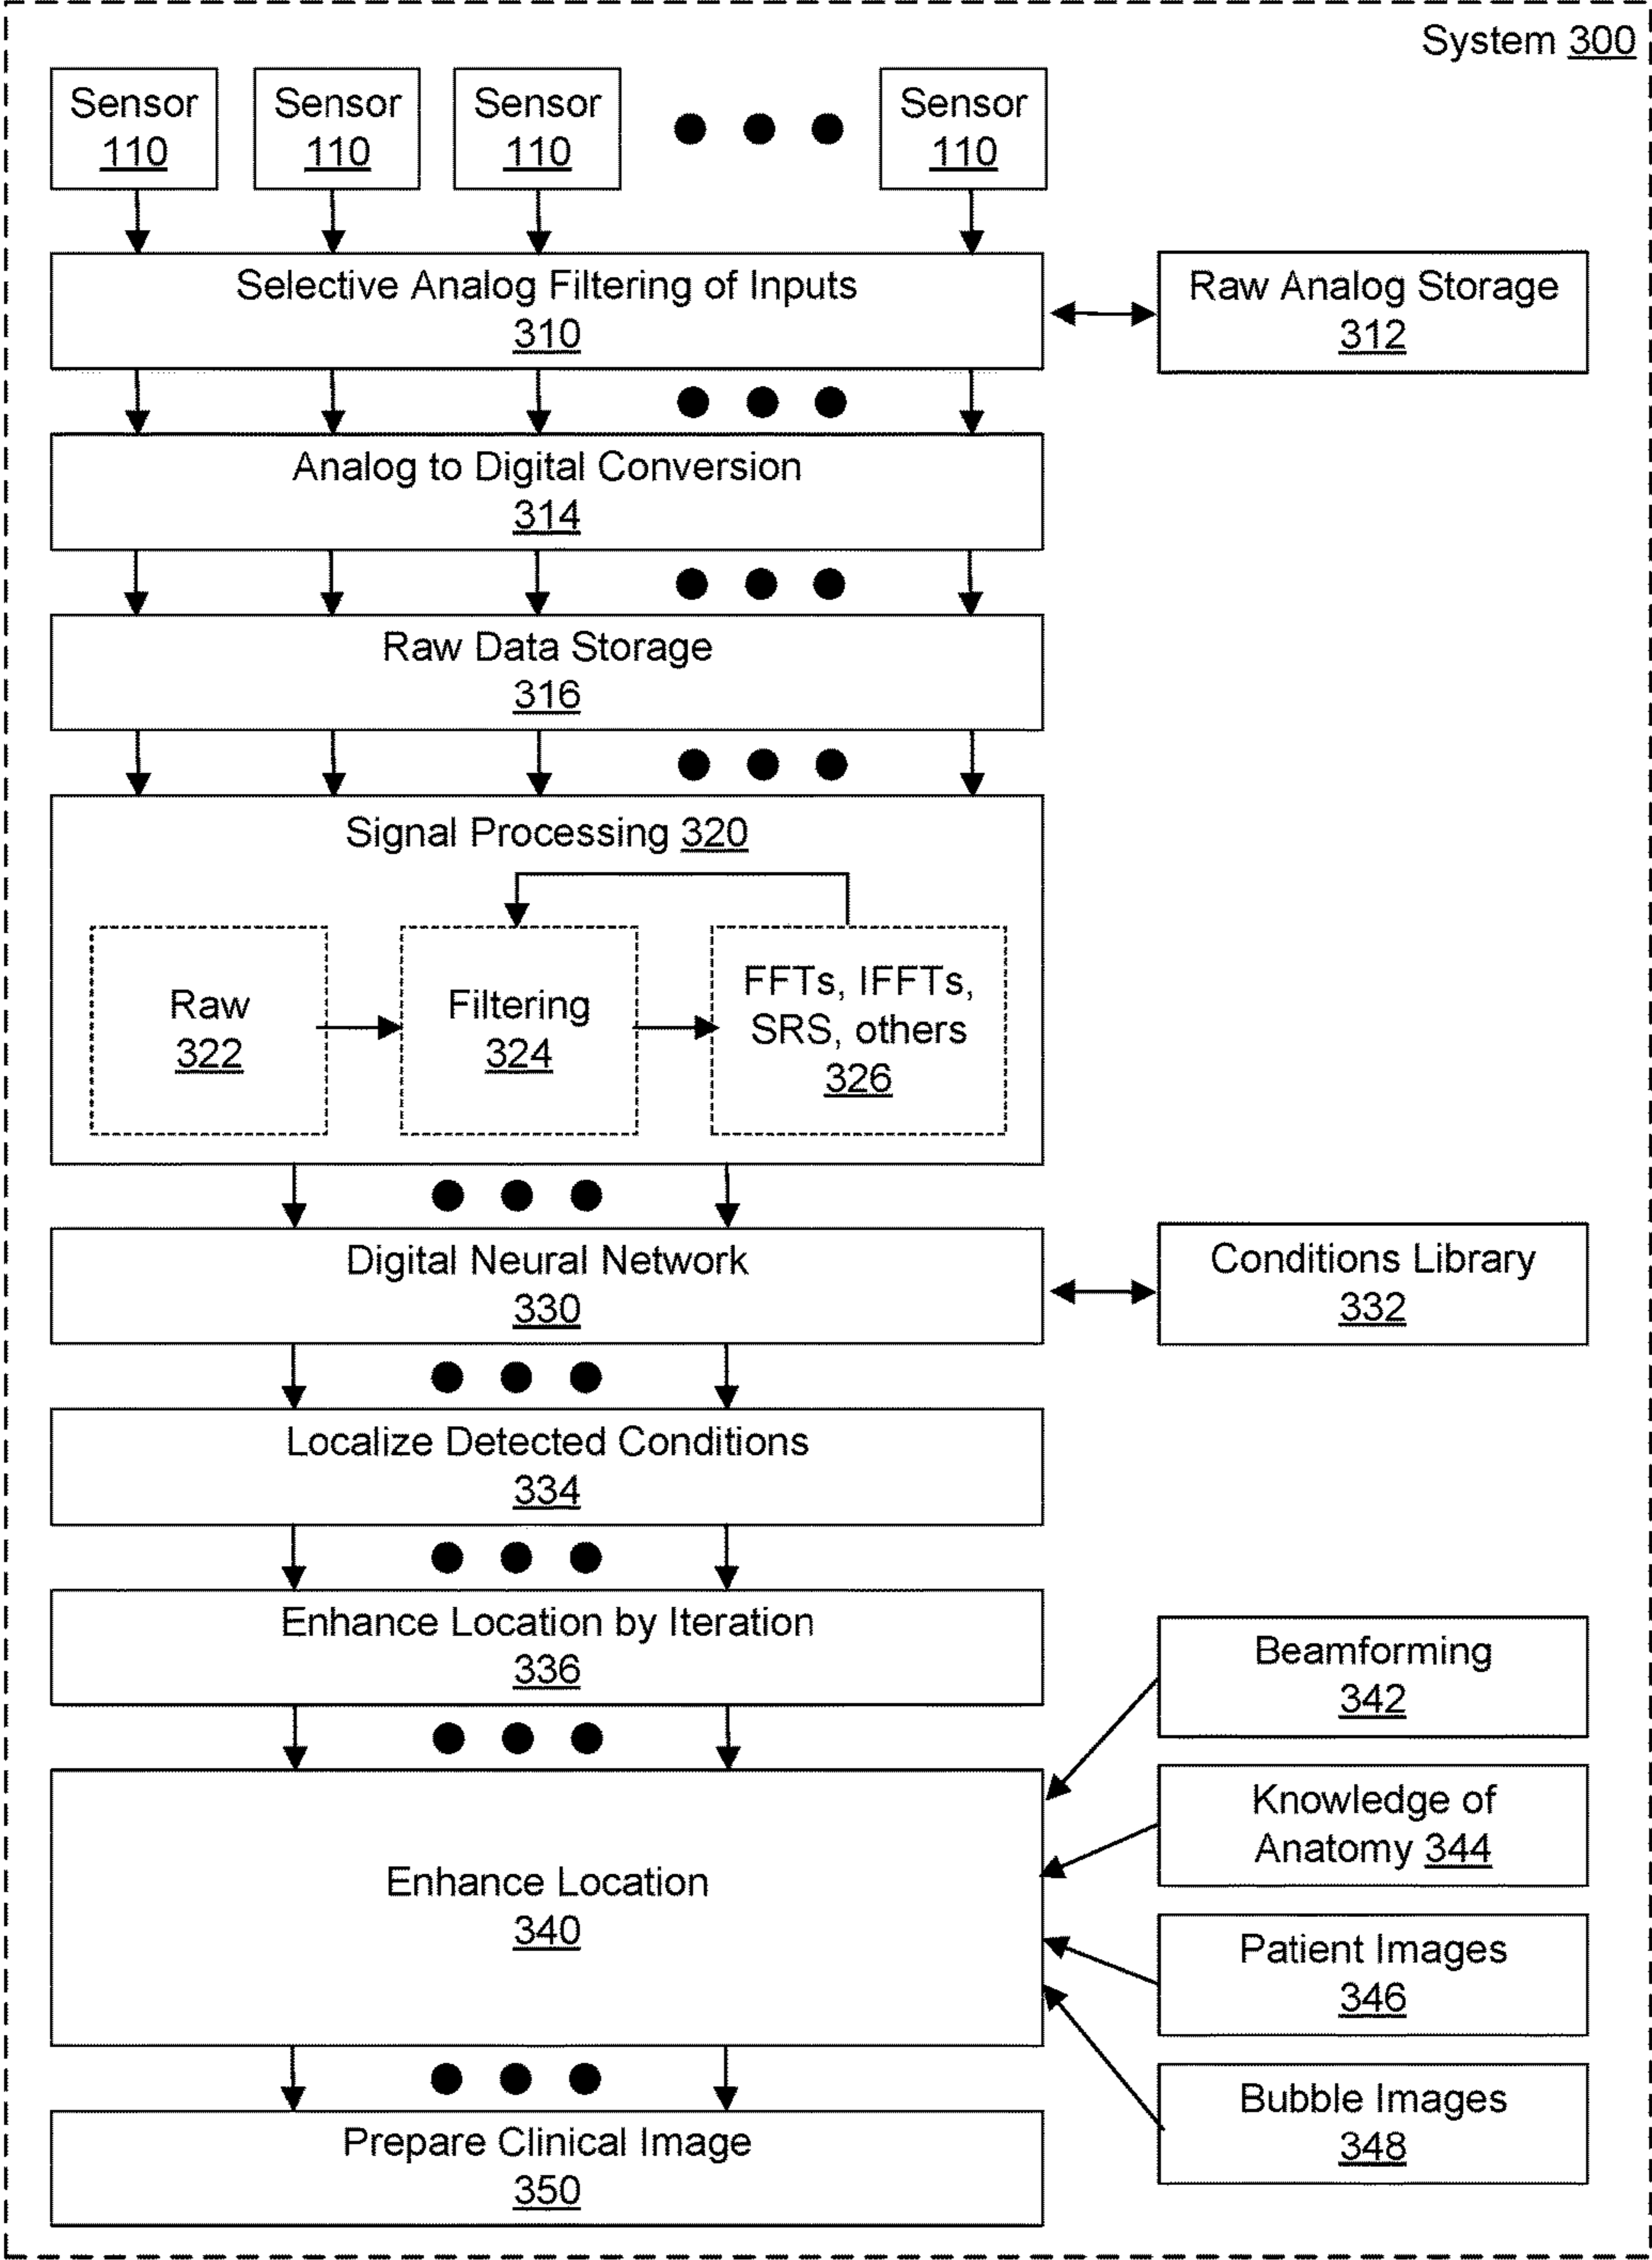 System 300
Sensor
110
Sensor
110
Sensor
110
Sensor
110
Selective Analog Filtering of Inputs
310
Raw Analog Storage
312
Analog to Digital Conversion
314
Raw Data Storage
316
Signal Processing 320
Raw
322
Filtering
324
FFTs, IFFTs,
SRS, others
326
Digital Neural Network
330
Conditions Library
332
Localize Detected Conditions
334
Enhance Location by Iteration
336
Beamforming
342
Knowledge of
Anatomy 344
Enhance Location
340
Patient Images
346
Bubble Images
348
Prepare Clinical Image
350